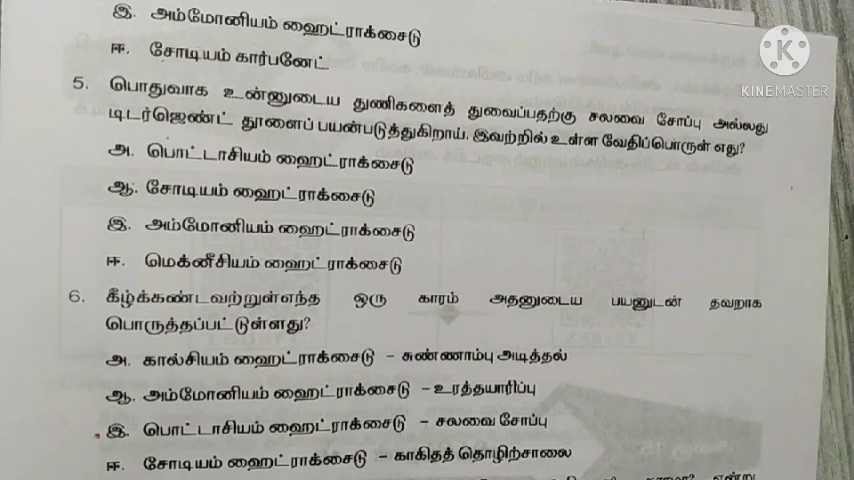 இ. அம்மோனியம் ஹைட்ராக்சைடு
ஈ. சோடியம் கார்பனேட்
5. பொதுவாக உன்னுடைய துணிகளைத் துவைப்பதற்கு சலவை சோப்பு அல்லது
டிடர்ஜெண்ட் தூளைப் பயன்படுத்துகிறாய். இவற்றில் உள்ள வேதிப்பொருள் எது?
அ. பொட்டாசியம் ஹைட்ராக்சைடு
ஆ. சோடியம் ஹைட்ராக்சைடு
இ. அம்மோனியம் ஹைட்ராக்சைடு
ஈ. மெக்னீசியம் ஹைட்ராக்சைடு
6. கீழ்க்கண்டவற்றுள்எந்த ஒரு காரம் அதனுடைய பயனுடன் தவறாக
பொருத்தப்பட்டுள்ளது?
அ. கால்சியம் ஹைட்ராக்சைடு – சுண்ணாம்பு அடித்தல்
ஆ. அம்மோனியம் ஹைட்ராக்சைடு – உரத்தயாரிப்பு
இ. பொட்டாசியம் ஹைட்ராக்சைடு – சலவை சோப்பு
ஈ. சோடியம் ஹைட்ராக்சைடு – காகிதத் தொழிற்சாலை
என்று
K
KINEMASTER